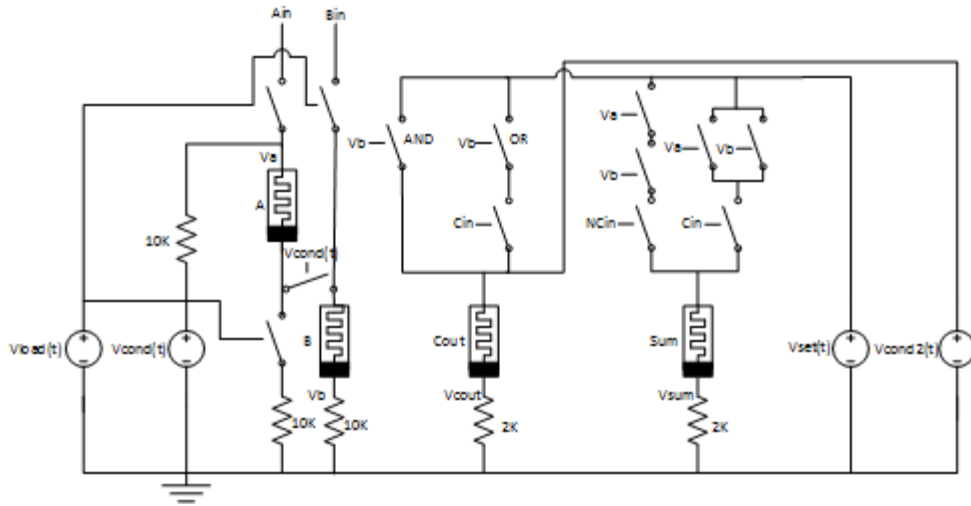 Ain
Bin
Va
Vb
AND
Vb
OR
Va
Vb
Va
Vb
A
10K
Vcond(t)
Cin
NCin
Cin
Vload(t)
Vcond(t)
B
Cout
Sum
Vset(t)
Vcond2(t)
Vb
Vcout
Vsum
10K
10K
2K
2K